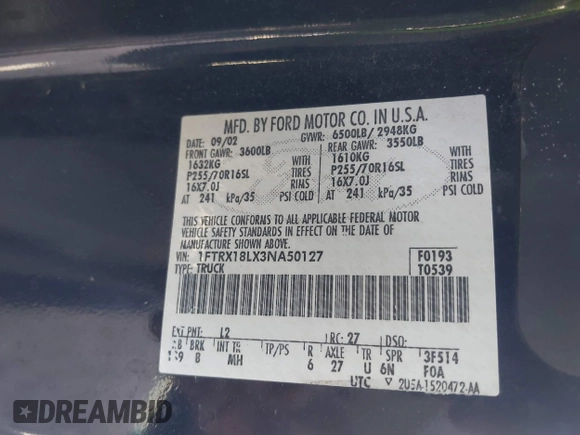 MFD. BY FORD MOTOR CO. IN U.S.A.
DATE: 09/02 GVWR: 6500LB/ 2948KG
FRONT GAWR: 3600LB REAR GAWR: 3550LB
1632KG WITH 1610KG WITH
P255/70R16SL TIRES P255/70R16SL TIRES
16X7.0J RIMS 16X7.0J RIMS
AT 241 kPa/35 PSI COLD AT 241 kPa/35 PSI COLD
THIS VEHICLE CONFORMS TO ALL APPLICABLE FEDERAL MOTOR
VEHICLE SAFETY STANDARDS IN EFFECT ON THE DATE OF
MANUFACTURE SHOWN ABOVE.
VIN: 1FTRX18LX3NA50127 F0193
TYPE: TRUCK T0539
EXT PNT: L2 RC: 27 DSO:
BRK INT TR TP/PS R AXLE TR SPR 3F514
B MH 6 27 U 6N F0A
UTC ▽ 2U5A-1520472-AA
DREAMBID